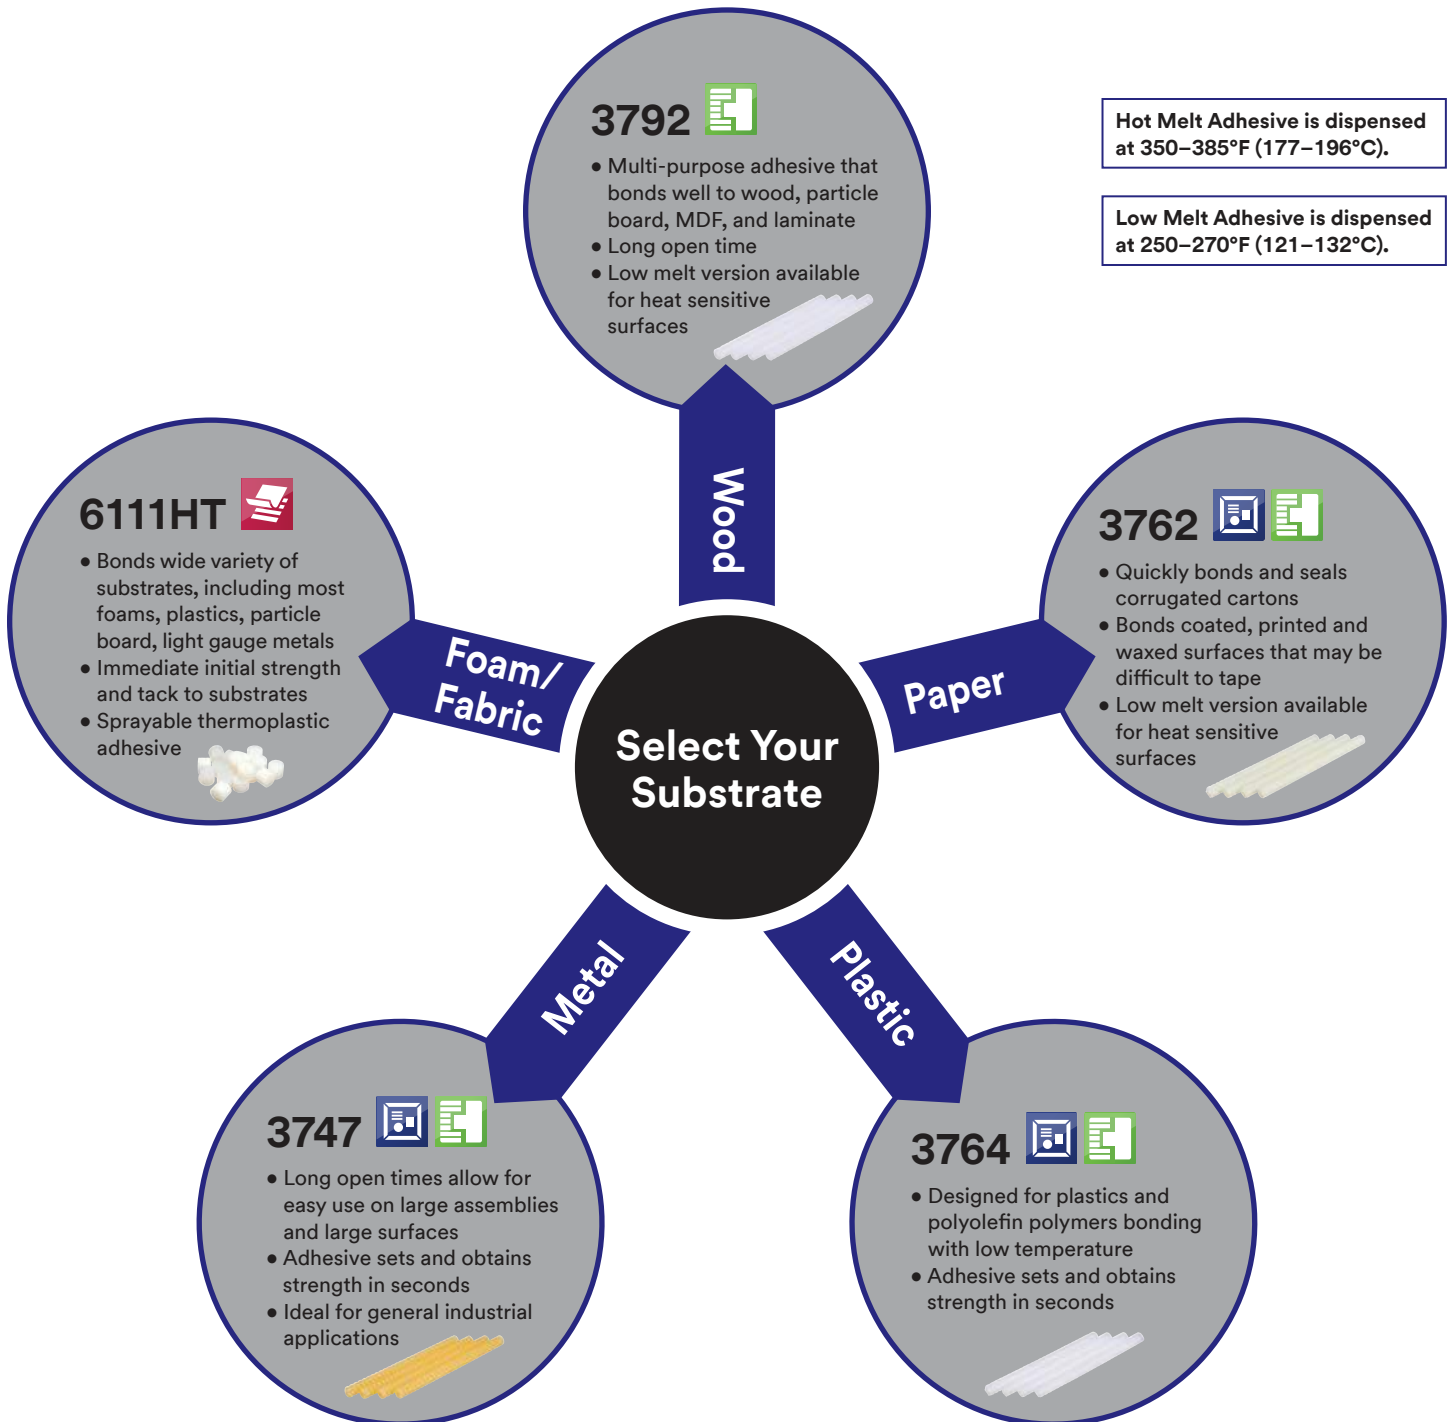 3792
• Multi-purpose adhesive that
bonds well to wood, particle
board, MDF, and laminate
• Long open time
• Low melt version available
for heat sensitive
surfaces
Hot Melt Adhesive is dispensed
at 350–385°F (177–196°C).
Low Melt Adhesive is dispensed
at 250–270°F (121–132°C).
Wood
6111HT
• Bonds wide variety of
substrates, including most
foams, plastics, particle
board, light gauge metals
• Immediate initial strength
and tack to substrates
• Sprayable thermoplastic
adhesive
Foam/
Fabric
Select Your
Substrate
Paper
3762
• Quickly bonds and seals
corrugated cartons
• Bonds coated, printed and
waxed surfaces that may be
difficult to tape
• Low melt version available
for heat sensitive
surfaces
Metal
3747
• Long open times allow for
easy use on large assemblies
and large surfaces
• Adhesive sets and obtains
strength in seconds
• Ideal for general industrial
applications
Plastic
3764
• Designed for plastics and
polyolefin polymers bonding
with low temperature
• Adhesive sets and obtains
strength in seconds